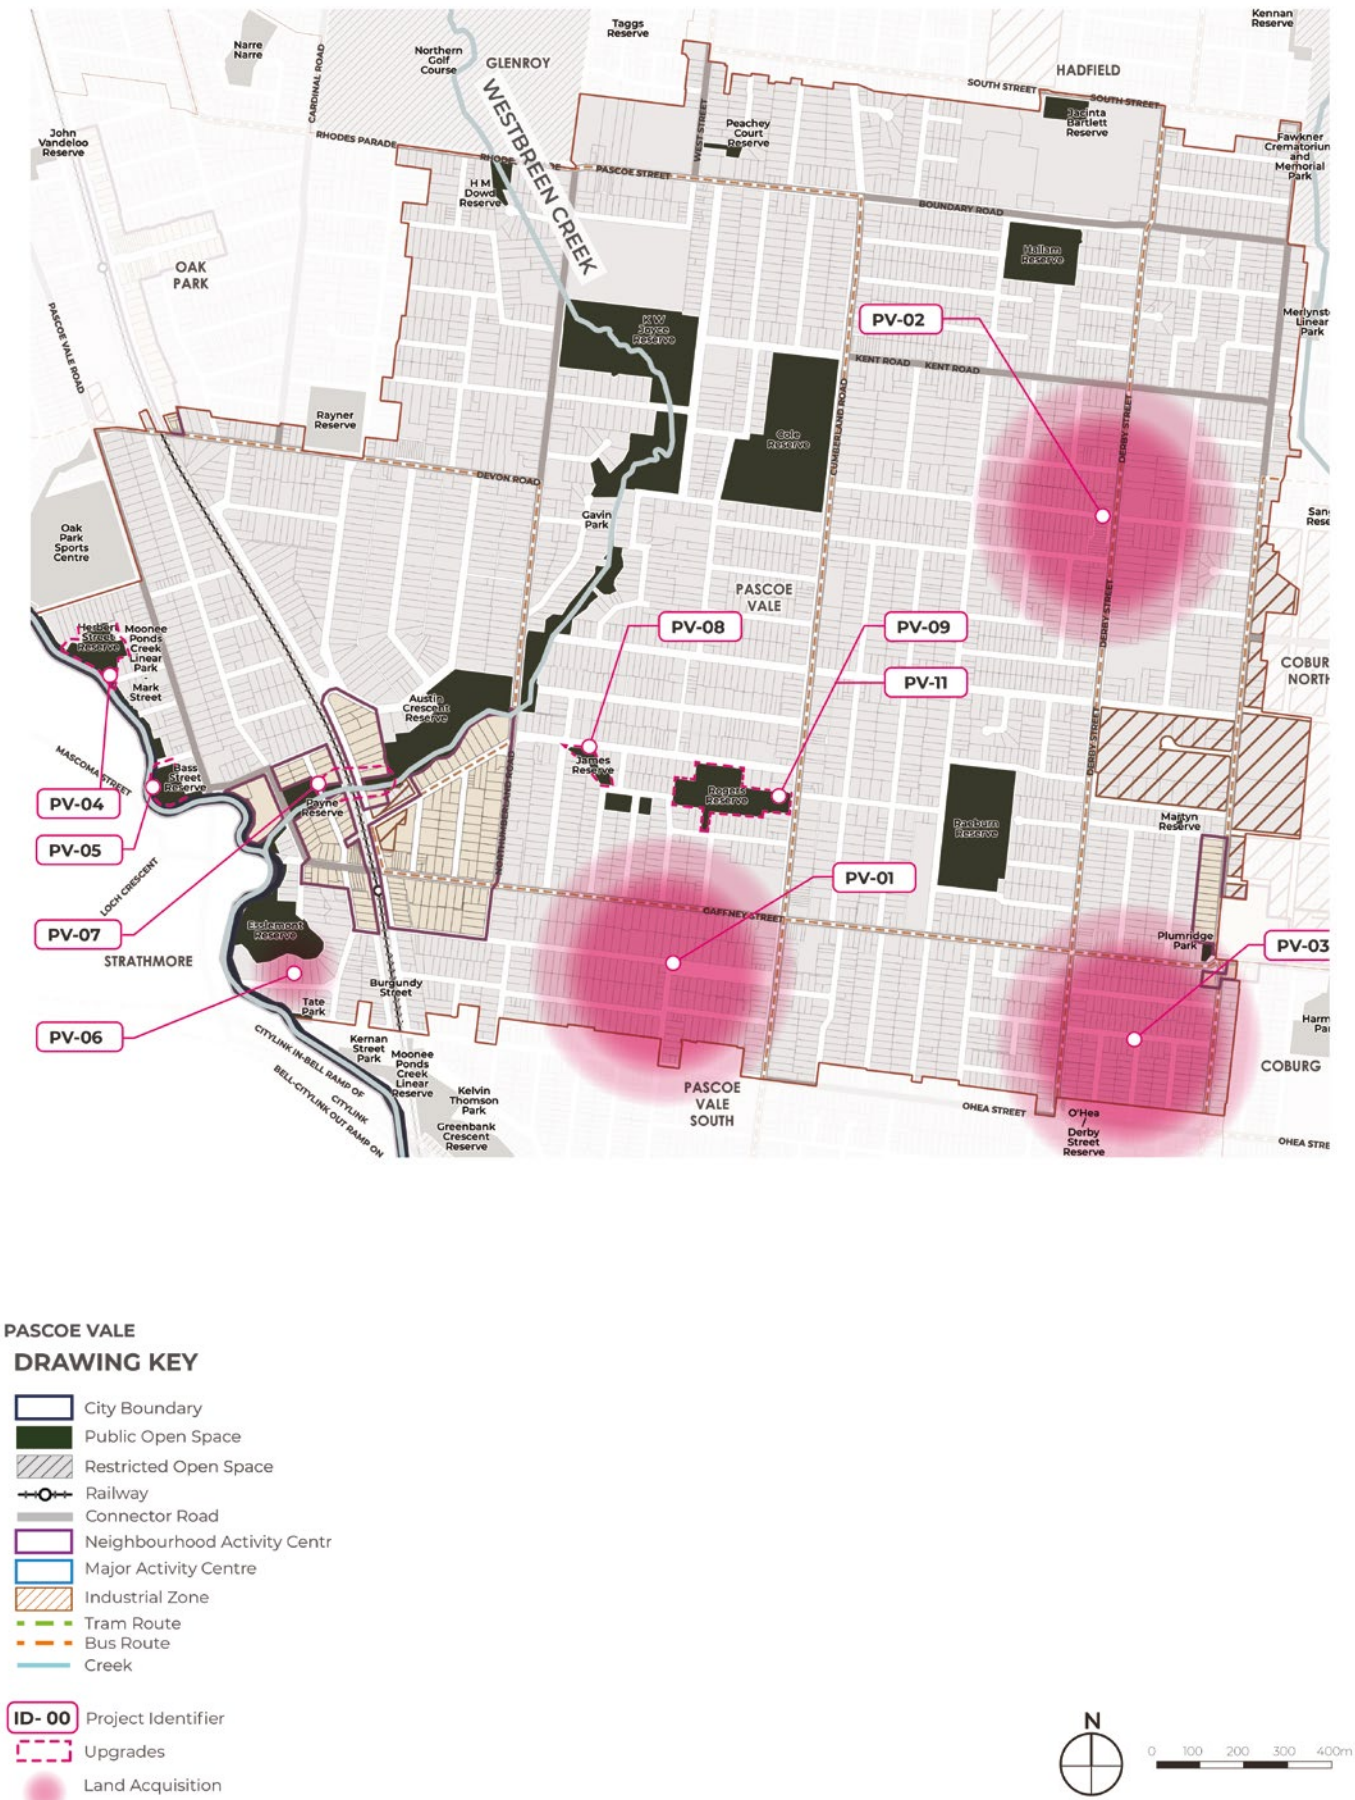 Kennan
Reserve
Taggs
Reserve
Narre
Narre
Northern
Golf
Course
GLENROY
HADFIELD
CARDINAL ROAD
SOUTH STREET
SOUTH STREET
WEST STREET
WESTBREEN CREEK
Jacinta
Bartlett
Reserve
Peachey
Court
Reserve
John
Vandeloo
Reserve
RHODES PARADE
Fawkner
Crematorium
and
Memorial
Park
PASCOE STREET
H M
Dowd
Reserve
BOUNDARY ROAD
OAK
PARK
Hallam
Reserve
PASCOE VALE ROAD
PV-02
K W
Joyce
Reserve
Merlynst
Linear
Park
KENT ROAD
KENT ROAD
Rayner
Reserve
CUMBERLAND ROAD
DERBY STREET
Cole
Reserve
DEVON ROAD
Gavin
Park
Oak
Park
Sports
Centre
PASCOE
VALE
DERBY STREET
PV-08
PV-09
Herbert
Street
Reserve
Moonee
Ponds
Creek
Linear
Park
-
Mark
Street
COBUR
NORTH
PV-11
Austin
Crescent
Reserve
DERBY STREET
MASCOMA STREET
Bass
Street
Reserve
James
Reserve
Rogers
Reserve
PV-04
Payne
Reserve
NORTHUMBERLAND ROAD
Raeburn
Reserve
Martyn
Reserve
PV-05
LOCH CRESCENT
PV-01
GAFFNEY STREET
PV-07
Esslemont
Reserve
Plumridge
Park
PV-03
STRATHMORE
Burgundy
Street
Tate
Park
PV-06
CITYLINK IN-BELL RAMP OF
CITYLINK
BELL-CITYLINK OUT RAMP ON
Kernan
Street
Park
Moonee
Ponds
Creek
Linear
Reserve
Kelvin
Thomson
Park
Greenbank
Crescent
Reserve
PASCOE
VALE
SOUTH
COBURG
OHEA STREET
O'Hea
/
Derby
Street
Reserve
OHEA STRE
PASCOE VALE
DRAWING KEY
City Boundary
Public Open Space
Restricted Open Space
Railway
Connector Road
Neighbourhood Activity Centr
Major Activity Centre
Industrial Zone
Tram Route
Bus Route
Creek
ID- 00 Project Identifier
Upgrades
Land Acquisition
N
0 100 200 300 400m